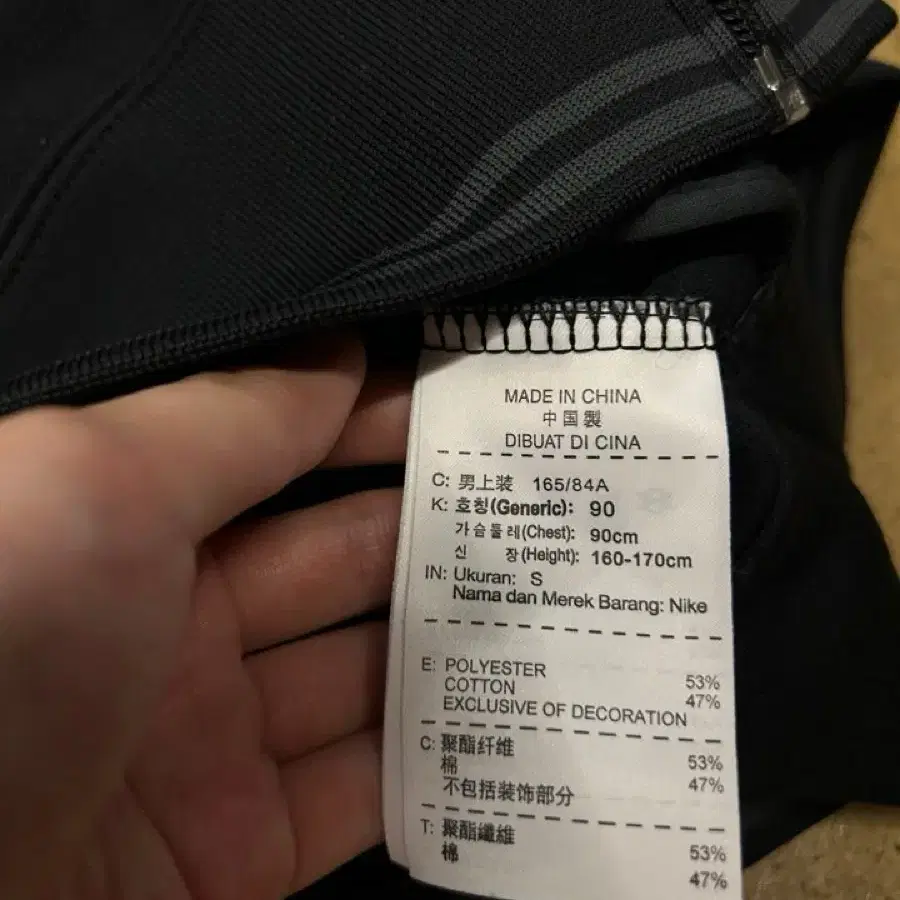 MADE IN CHINA
中国製
DIBUAT DI CINA
C: 男上装 165/84A
K: 호칭(Generic): 90
가슴둘레(Chest): 90cm
신 장(Height): 160-170cm
IN: Ukuran: S
Nama dan Merek Barang: Nike
E: POLYESTER 53%
COTTON 47%
EXCLUSIVE OF DECORATION
C: 聚酯纤维 53%
棉 47%
不包括装饰部分
T: 聚酯纖維 53%
棉 47%